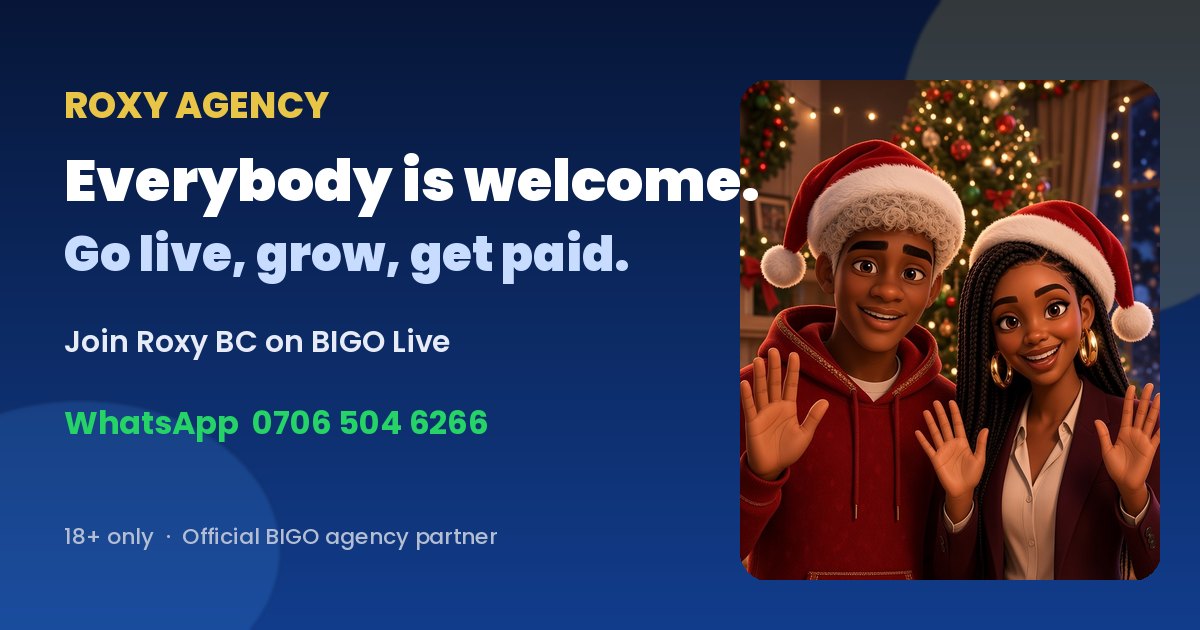 ROXY AGENCY
Everybody is welcome.
Go live, grow, get paid.
Join Roxy BC on BIGO Live
WhatsApp 0706 504 6266
18+ only · Official BIGO agency partner